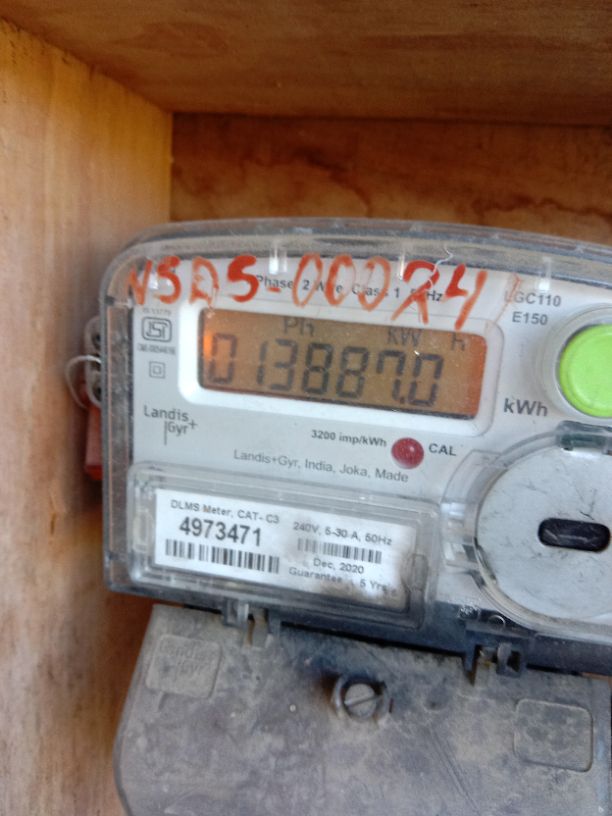 NSDS-00024
Phase 2 Wire Class 1
LGC110
E150
Ph kW H
013887.0
kWh
Landis
Gyr+
3200 imp/kWh
CAL
Landis+Gyr, India, Joka, Made
DLMS Meter, CAT- C3
4973471
240V, 5-30 A, 50Hz
Dec, 2020
Guarantee 5 Yrs